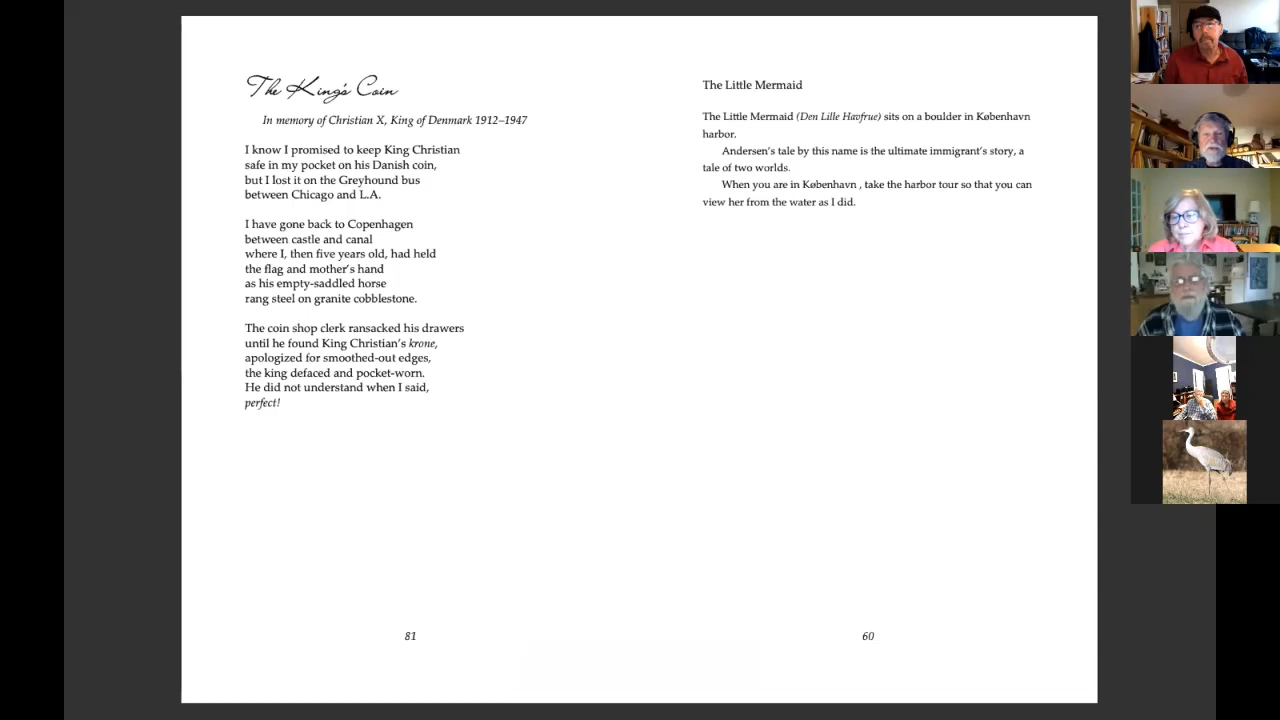 The King's Coin
In memory of Christian X, King of Denmark 1912–1947
I know I promised to keep King Christian
safe in my pocket on his Danish coin,
but I lost it on the Greyhound bus
between Chicago and L.A.
I have gone back to Copenhagen
between castle and canal
where I, then five years old, had held
the flag and mother's hand
as his empty-saddled horse
rang steel on granite cobblestone.
The coin shop clerk ransacked his drawers
until he found King Christian's krone,
apologized for smoothed-out edges,
the king defaced and pocket-worn.
He did not understand when I said,
perfect!
81
The Little Mermaid
The Little Mermaid (Den Lille Havfrue) sits on a boulder in København
harbor.
Andersen's tale by this name is the ultimate immigrant's story, a
tale of two worlds.
When you are in København , take the harbor tour so that you can
view her from the water as I did.
60